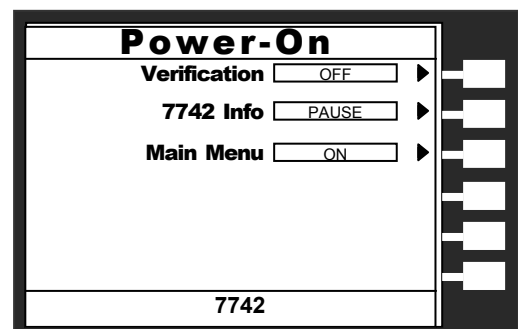 Power-On
Verification OFF
7742 Info PAUSE
Main Menu ON
7742